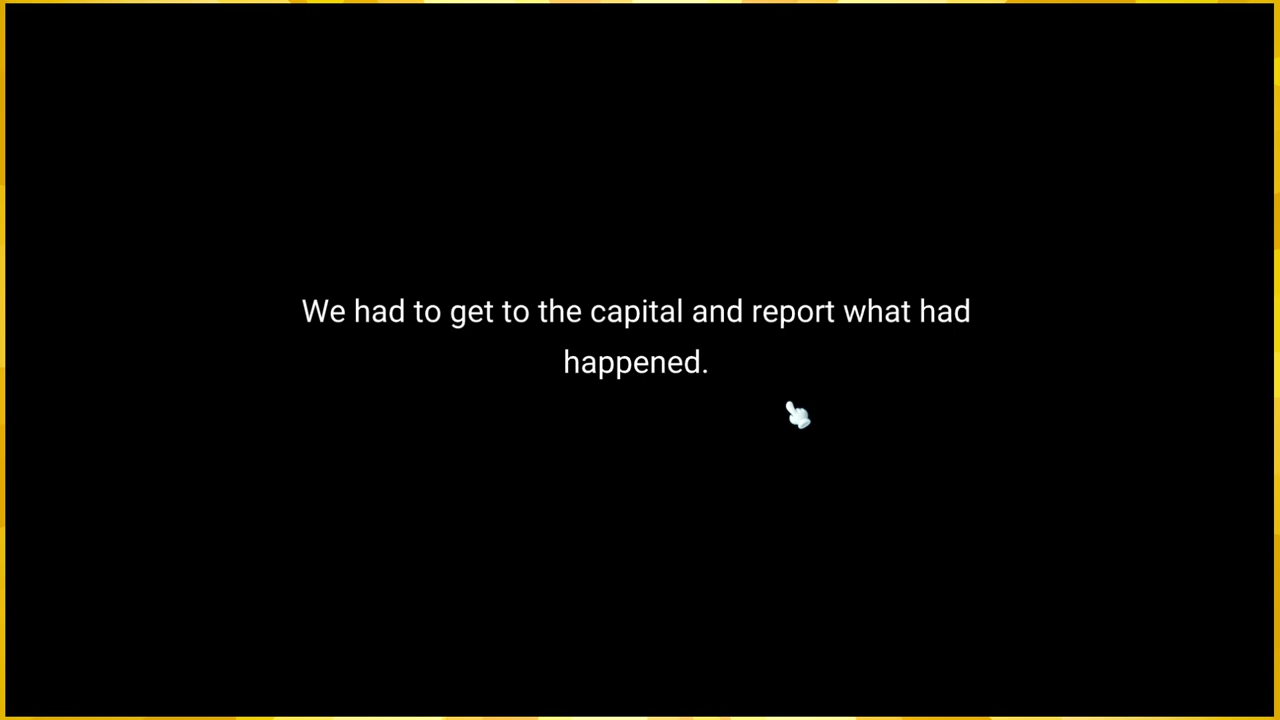 We had to get to the capital and report what had
happened.